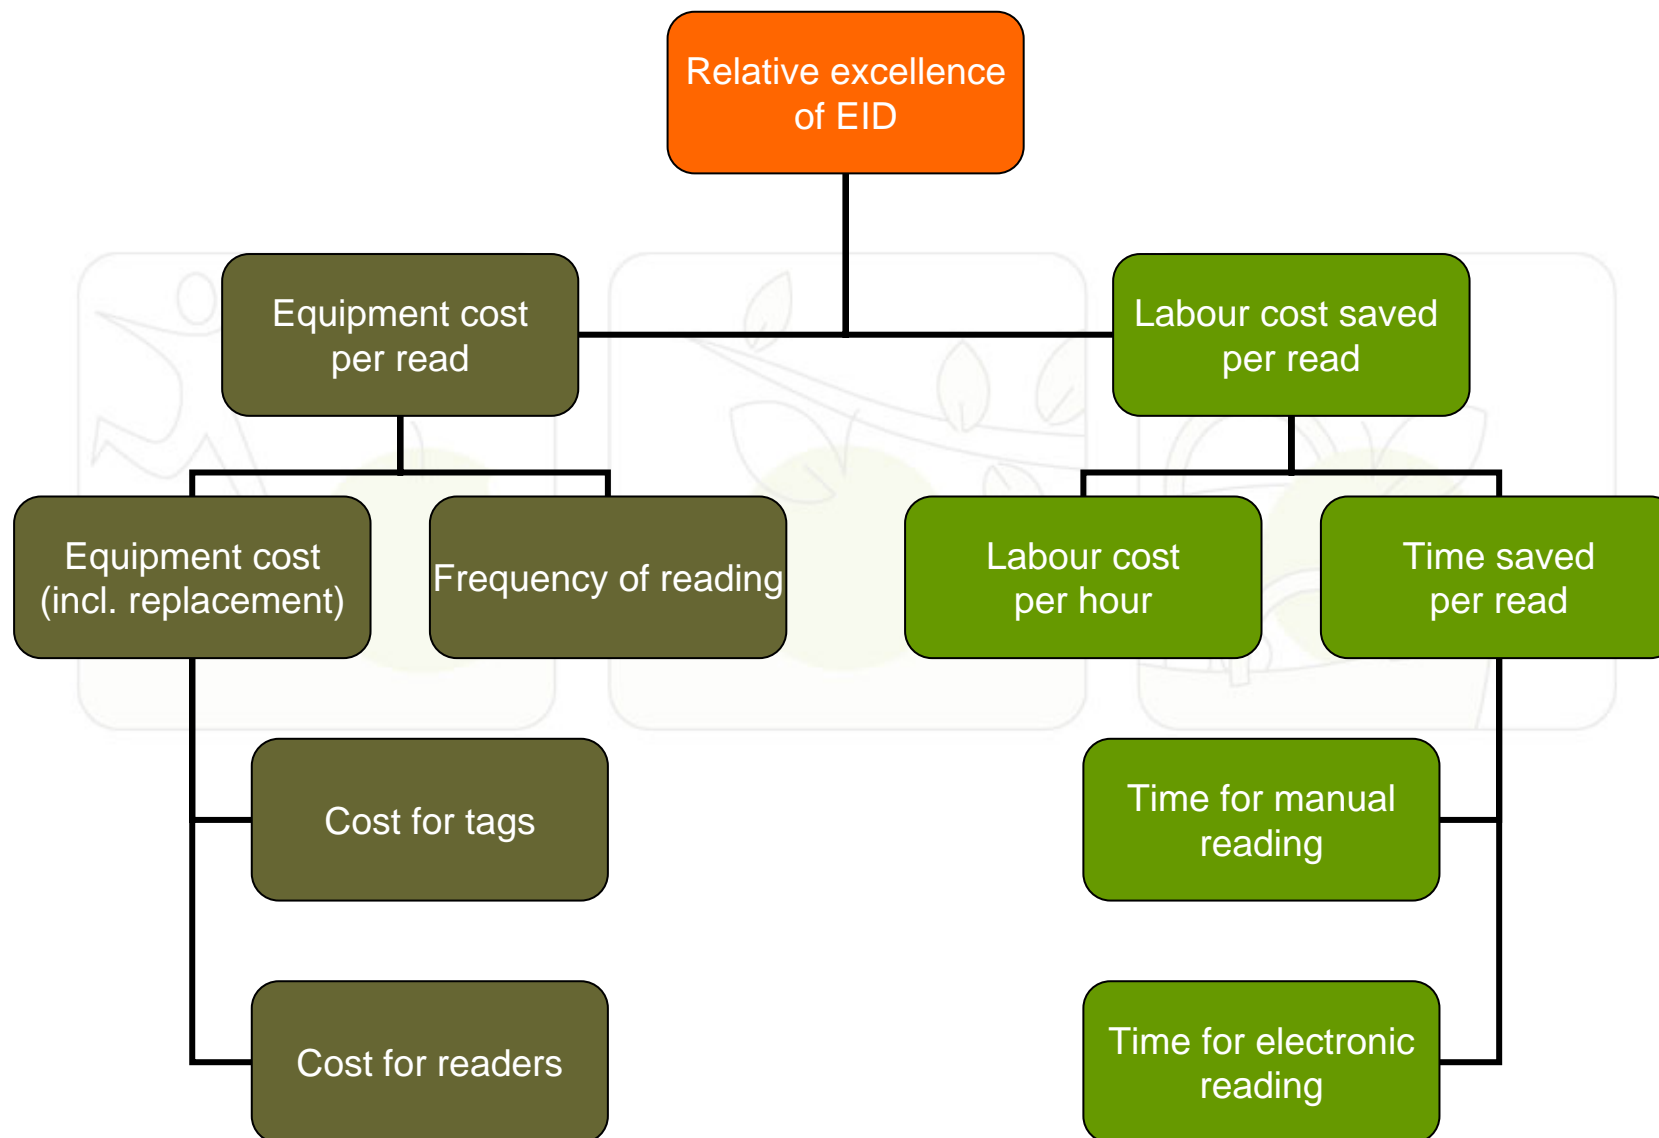 Relative excellence
of EID
Equipment cost
per read
Labour cost saved
per read
Equipment cost
(incl. replacement)
Frequency of reading
Labour cost
per hour
Time saved
per read
Cost for tags
Time for manual
reading
Cost for readers
Time for electronic
reading